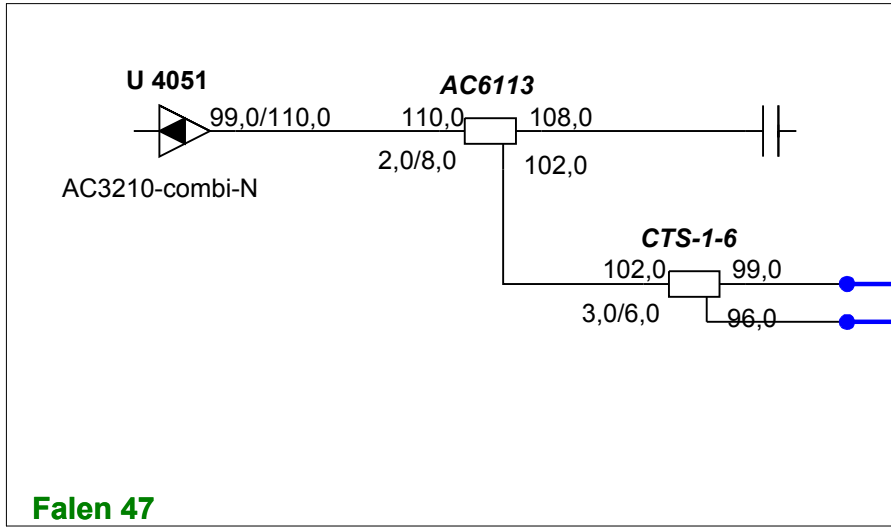 U 4051
AC6113
99,0/110,0
110,0
108,0
2,0/8,0
102,0
AC3210-combi-N
CTS-1-6
102,0
99,0
3,0/6,0
96,0
Falen 47